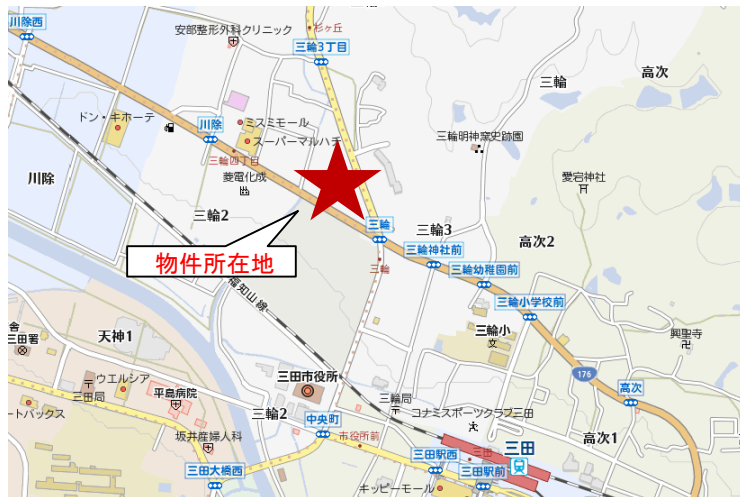 川除西
安部整形外科クリニック
杉ヶ丘
三輪3丁目
三輪
高次
ドン・キホーテ
川除
ミスミモール
スーパーマルハチ
三輪四丁目
三輪明神窯史跡園
菱電化成
愛宕神社
川除
三輪2
三輪
三輪3
高次2
物件所在地
三輪神社前
三輪
三輪幼稚園前
福知山線
三輪小学校前
舎
三田署
天神1
三輪小
興聖寺
176
ウエルシア
三田局
三田市役所
平島病院
三輪局
高次
ートバックス
三輪2
中央町
コナミスポーツクラブ三田
坂井産婦人科
市役所前
三田
三田
高次1
三田駅西
三田大橋西
三田駅前
キッピーモール